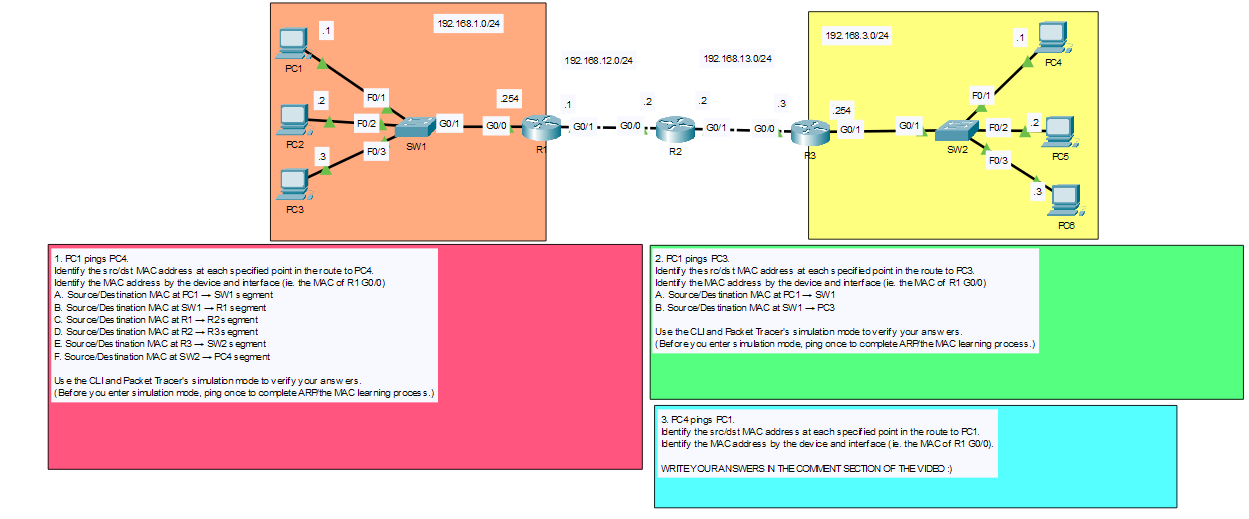 192.168.1.0/24
.1
PC1
.2
PC2
.3
PC3
F0/1
F0/2
F0/3
SW1
G0/1
.254
G0/0
R1
192.168.12.0/24
.1
G0/1
.2
G0/0
R2
192.168.13.0/24
.2
G0/1
.3
G0/0
R3
192.168.3.0/24
.254
G0/1
G0/1
SW2
F0/1
F0/2
F0/3
.1
PC4
.2
PC5
.3
PC6
1. PC1 pings PC4.
Identify the src/dst MAC address at each specified point in the route to PC4.
Identify the MAC address by the device and interface (ie. the MAC of R1 G0/0)
A. Source/Destination MAC at PC1 → SW1 segment
B. Source/Destination MAC at SW1 → R1 segment
C. Source/Destination MAC at R1 → R2 segment
D. Source/Destination MAC at R2 → R3 segment
E. Source/Destination MAC at R3 → SW2 segment
F. Source/Destination MAC at SW2 → PC4 segment
Use the CLI and Packet Tracer's simulation mode to verify your answers.
(Before you enter simulation mode, ping once to complete ARP/the MAC learning process.)
2. PC1 pings PC3.
Identify the src/dst MAC address at each specified point in the route to PC3.
Identify the MAC address by the device and interface (ie. the MAC of R1 G0/0)
A. Source/Destination MAC at PC1 → SW1
B. Source/Destination MAC at SW1 → PC3
Use the CLI and Packet Tracer's simulation mode to verify your answers.
(Before you enter simulation mode, ping once to complete ARP/the MAC learning process.)
3. PC4 pings PC1.
Identify the src/dst MAC address at each specified point in the route to PC1.
Identify the MAC address by the device and interface (ie. the MAC of R1 G0/0).
WRITE YOUR ANSWERS IN THE COMMENT SECTION OF THE VIDEO :)